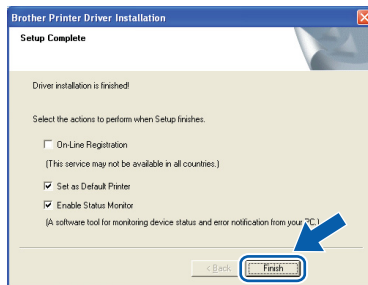 Brother Printer Driver Installation
Setup Complete
Driver installation is finished!
Select the actions to perform when Setup finishes.
On-Line Registration
(This service may not be available in all countries.)
Set as Default Printer
Enable Status Monitor
(A software tool for monitoring device status and error notification from your PC.)
< Back
Finish